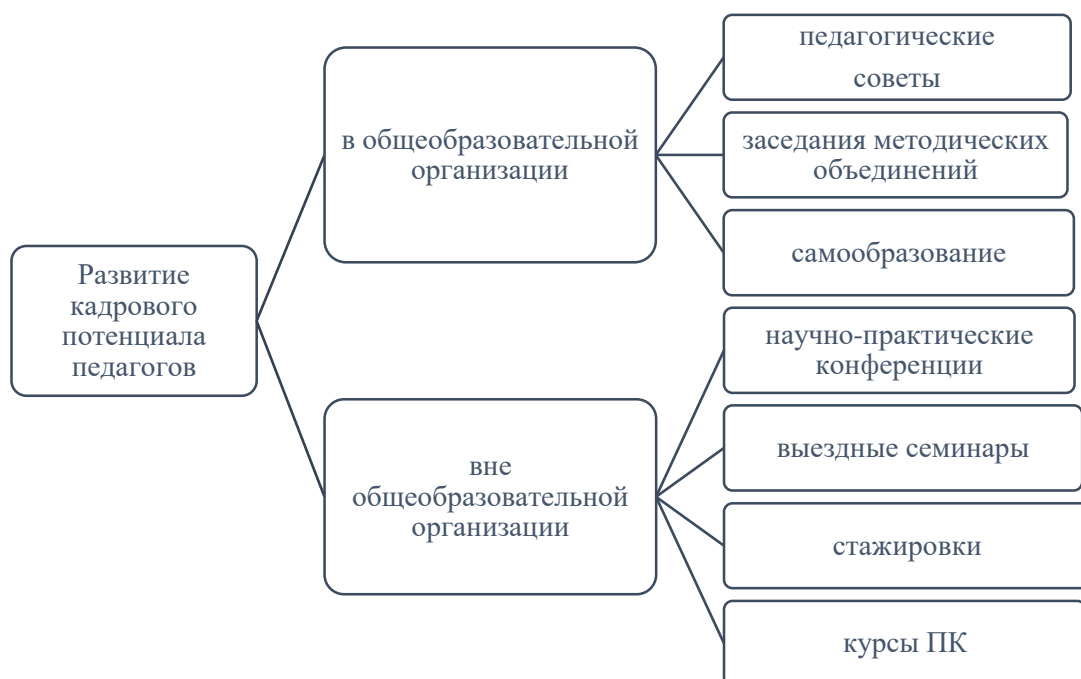 Развитие
кадрового
потенциала
педагогов
в общеобразовательной
организации
педагогические
советы
заседания методических
объединений
самообразование
вне
общеобразовательной
организации
научно-практические
конференции
выездные семинары
стажировки
курсы ПК